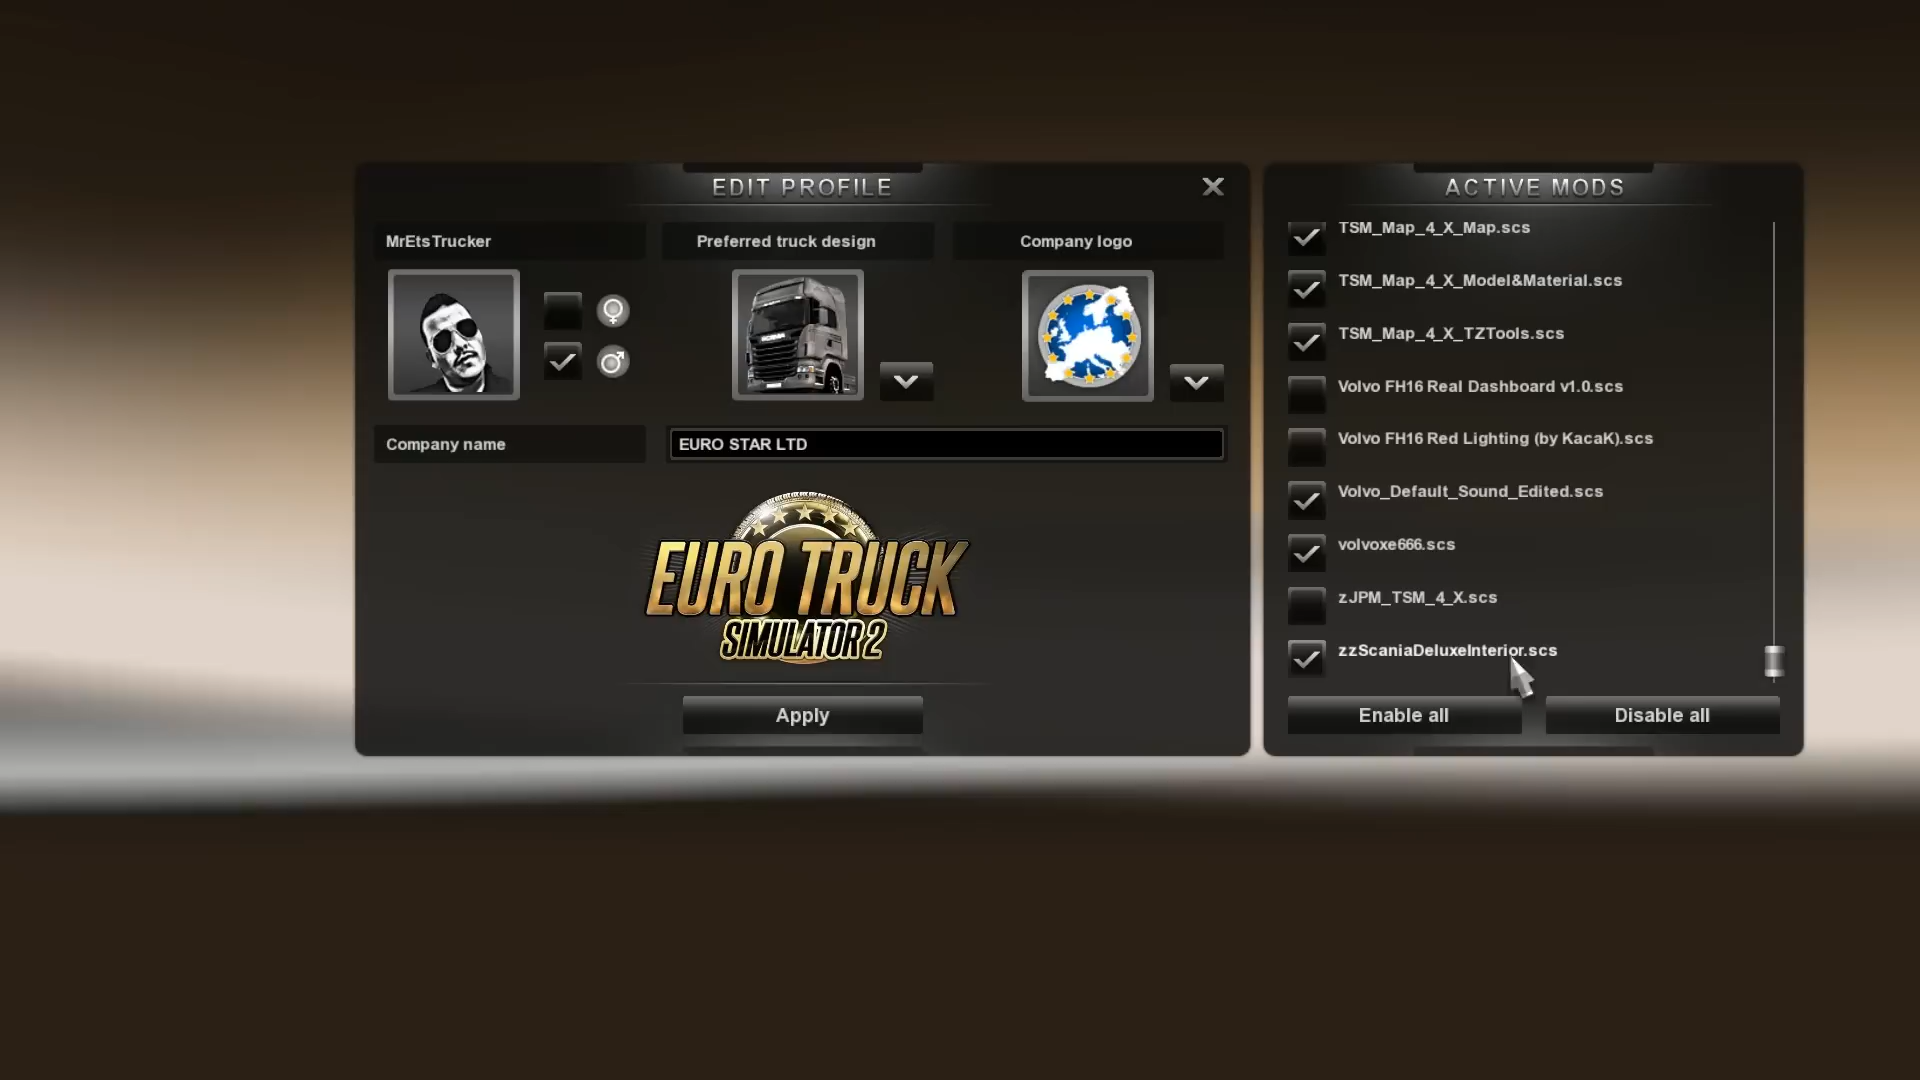 EDIT PROFILE
MrEtsTrucker
Preferred truck design
Company logo
SCANIA
Company name
EURO STAR LTD
EURO TRUCK
SIMULATOR 2
Apply
ACTIVE MODS
TSM_Map_4_X_Map.scs
TSM_Map_4_X_Model&Material.scs
TSM_Map_4_X_TZTools.scs
Volvo FH16 Real Dashboard v1.0.scs
Volvo FH16 Red Lighting (by KacaK).scs
Volvo_Default_Sound_Edited.scs
volvoxe666.scs
zJPM_TSM_4_X.scs
zzScaniaDeluxeInterior.scs
Enable all
Disable all